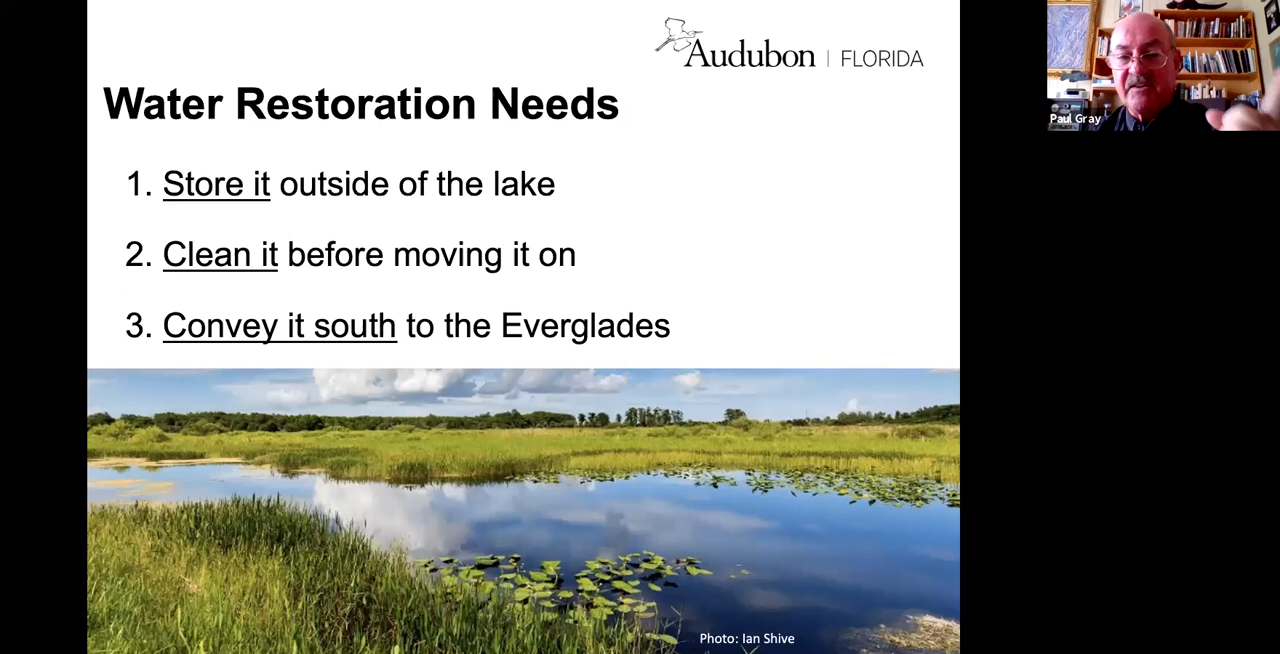 Audubon | FLORIDA
Water Restoration Needs
1. Store it outside of the lake
2. Clean it before moving it on
3. Convey it south to the Everglades
Photo: Ian Shive
Paul Gray